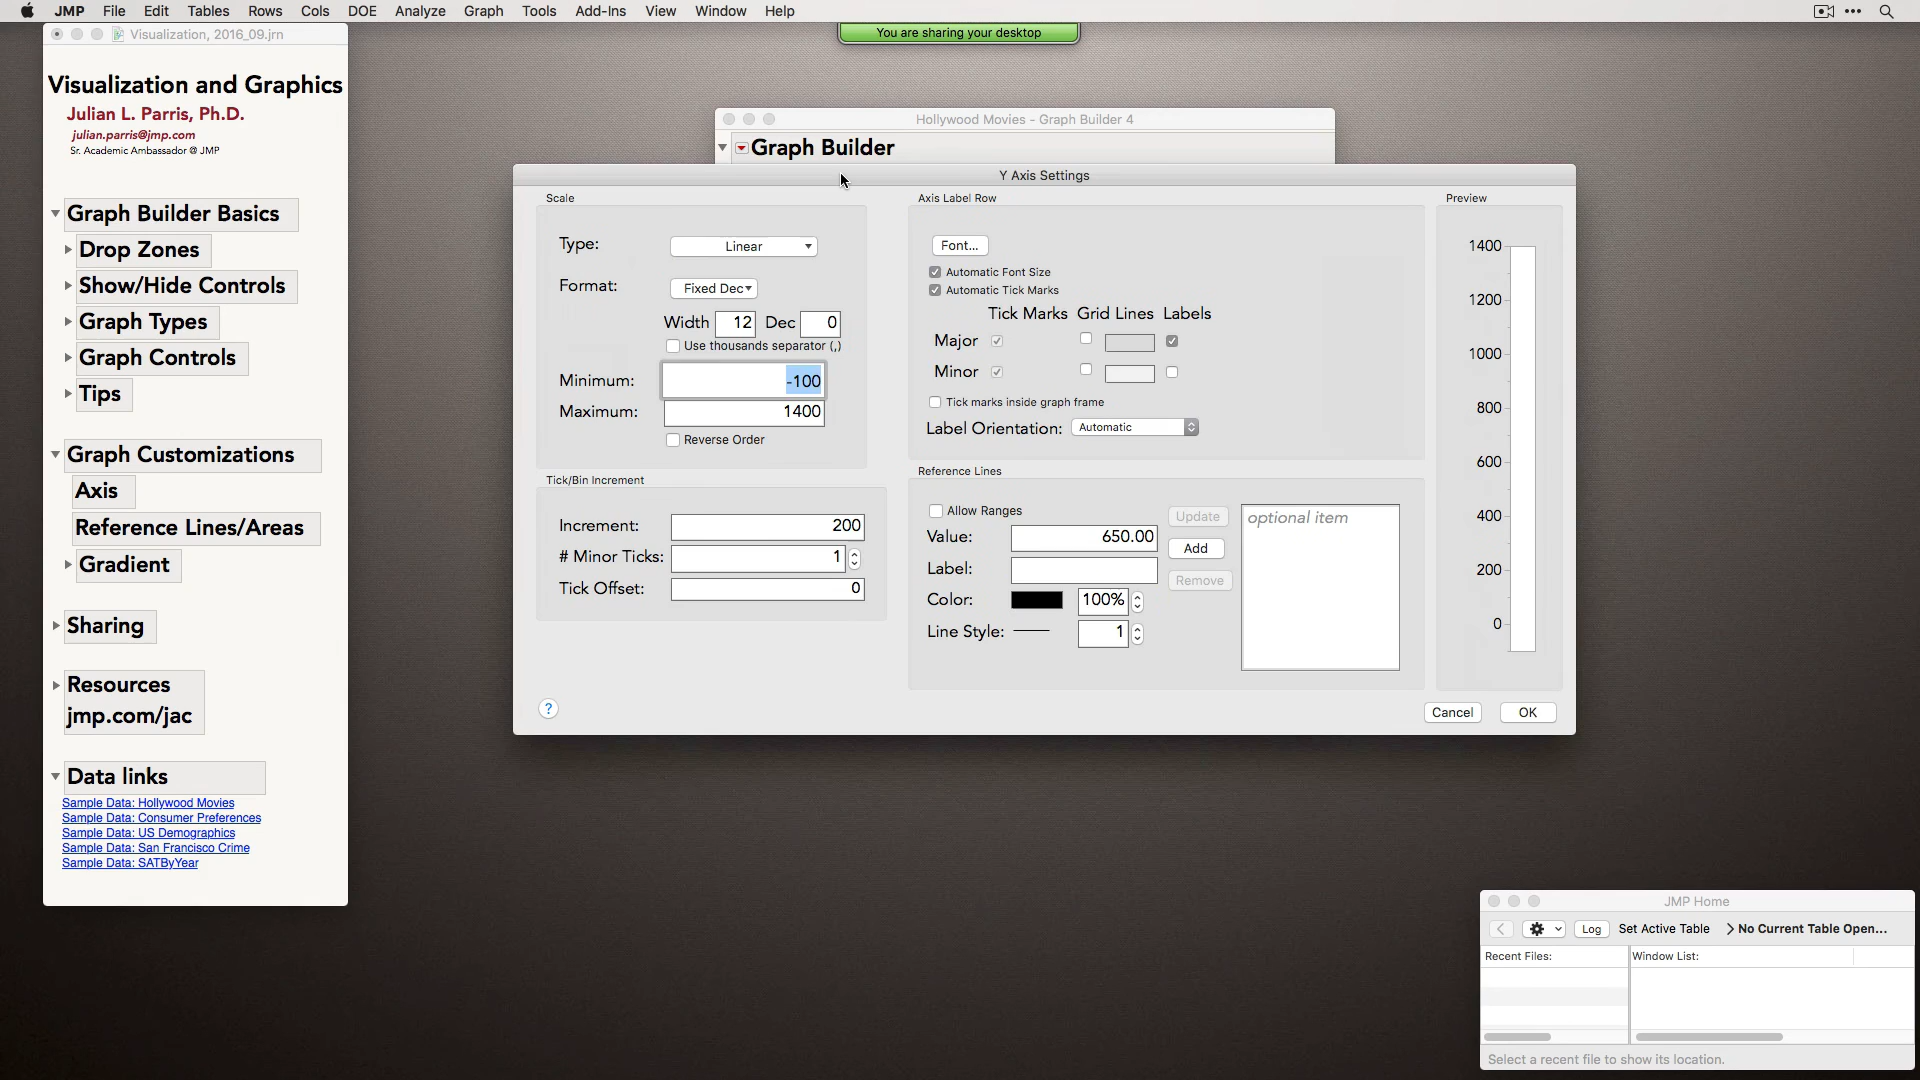 JMP File Edit Tables Rows Cols DOE Analyze Graph Tools Add-Ins View Window Help
You are sharing your desktop
Visualization, 2016_09.jrn
Visualization and Graphics
Julian L. Parris, Ph.D.
julian.parris@jmp.com
Sr. Academic Ambassador @ JMP
Graph Builder Basics
Drop Zones
Show/Hide Controls
Graph Types
Graph Controls
Tips
Graph Customizations
Axis
Reference Lines/Areas
Gradient
Sharing
Resources
jmp.com/jac
Data links
Sample Data: Hollywood Movies
Sample Data: Consumer Preferences
Sample Data: US Demographics
Sample Data: San Francisco Crime
Sample Data: SATByYear
Hollywood Movies - Graph Builder 4
Graph Builder
Y Axis Settings
Scale
Type: Linear
Format: Fixed Dec
Width 12 Dec 0
Use thousands separator (,)
Minimum: -100
Maximum: 1400
Reverse Order
Tick/Bin Increment
Increment: 200
# Minor Ticks: 1
Tick Offset: 0
?
Axis Label Row
Font...
Automatic Font Size
Automatic Tick Marks
Tick Marks Grid Lines Labels
Major
Minor
Tick marks inside graph frame
Label Orientation: Automatic
Reference Lines
Allow Ranges
Value: 650.00
Label:
Color: 100%
Line Style: 1
Update
Add
Remove
optional item
Preview
1400
1200
1000
800
600
400
200
0
Cancel OK
JMP Home
Log Set Active Table No Current Table Open...
Recent Files: Window List:
Select a recent file to show its location.